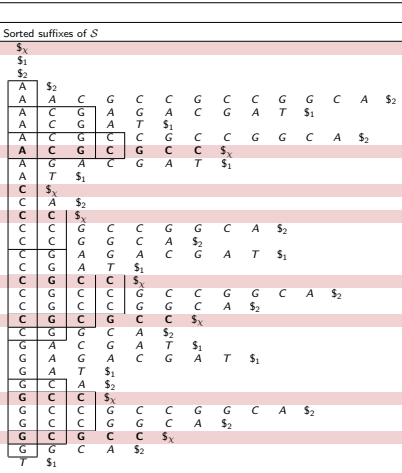 Sorted suffixes of S
$χ
$1
$2
A $2
A A C G C C G C C G G C A $2
A C G A G A C G A T $1
A C G A T $1
A C G C C G C C G G C A $2
A C G C G C C $χ
A G A C G A T $1
A T $1
C $χ
C A $2
C C $χ
C C G C C G G C A $2
C C G G C A $2
C G A G A C G A T $1
C G A T $1
C G C C $χ
C G C C G C C G G C A $2
C G C C G G C A $2
C G C G C C $χ
C G G C A $2
G A C G A T $1
G A G A C G A T $1
G A T $1
G C A $2
G C C $χ
G C C G C C G G C A $2
G C C G G C A $2
G C G C C $χ
G G C A $2
T $1